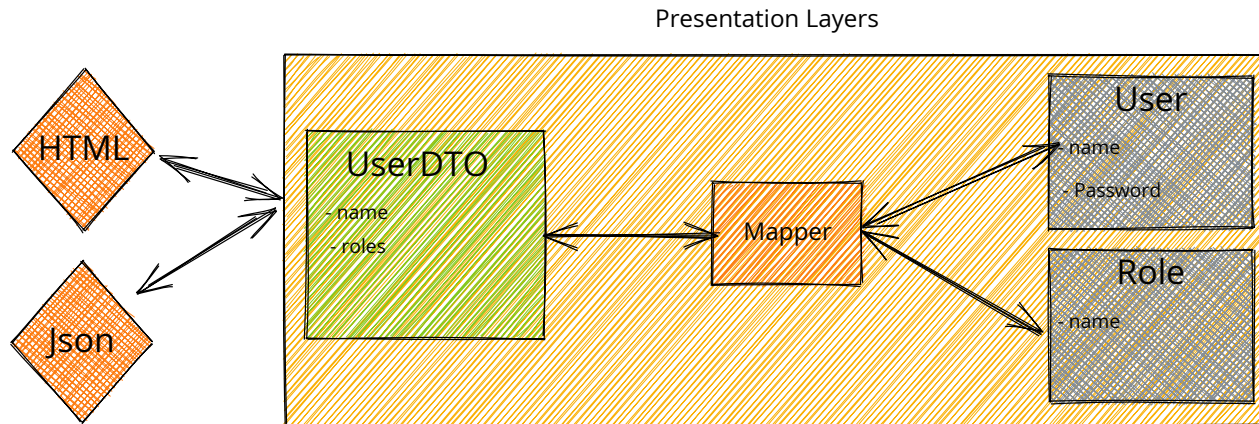 Presentation Layers
HTML
Json
UserDTO
- name
- roles
Mapper
User
- name
- Password
Role
- name